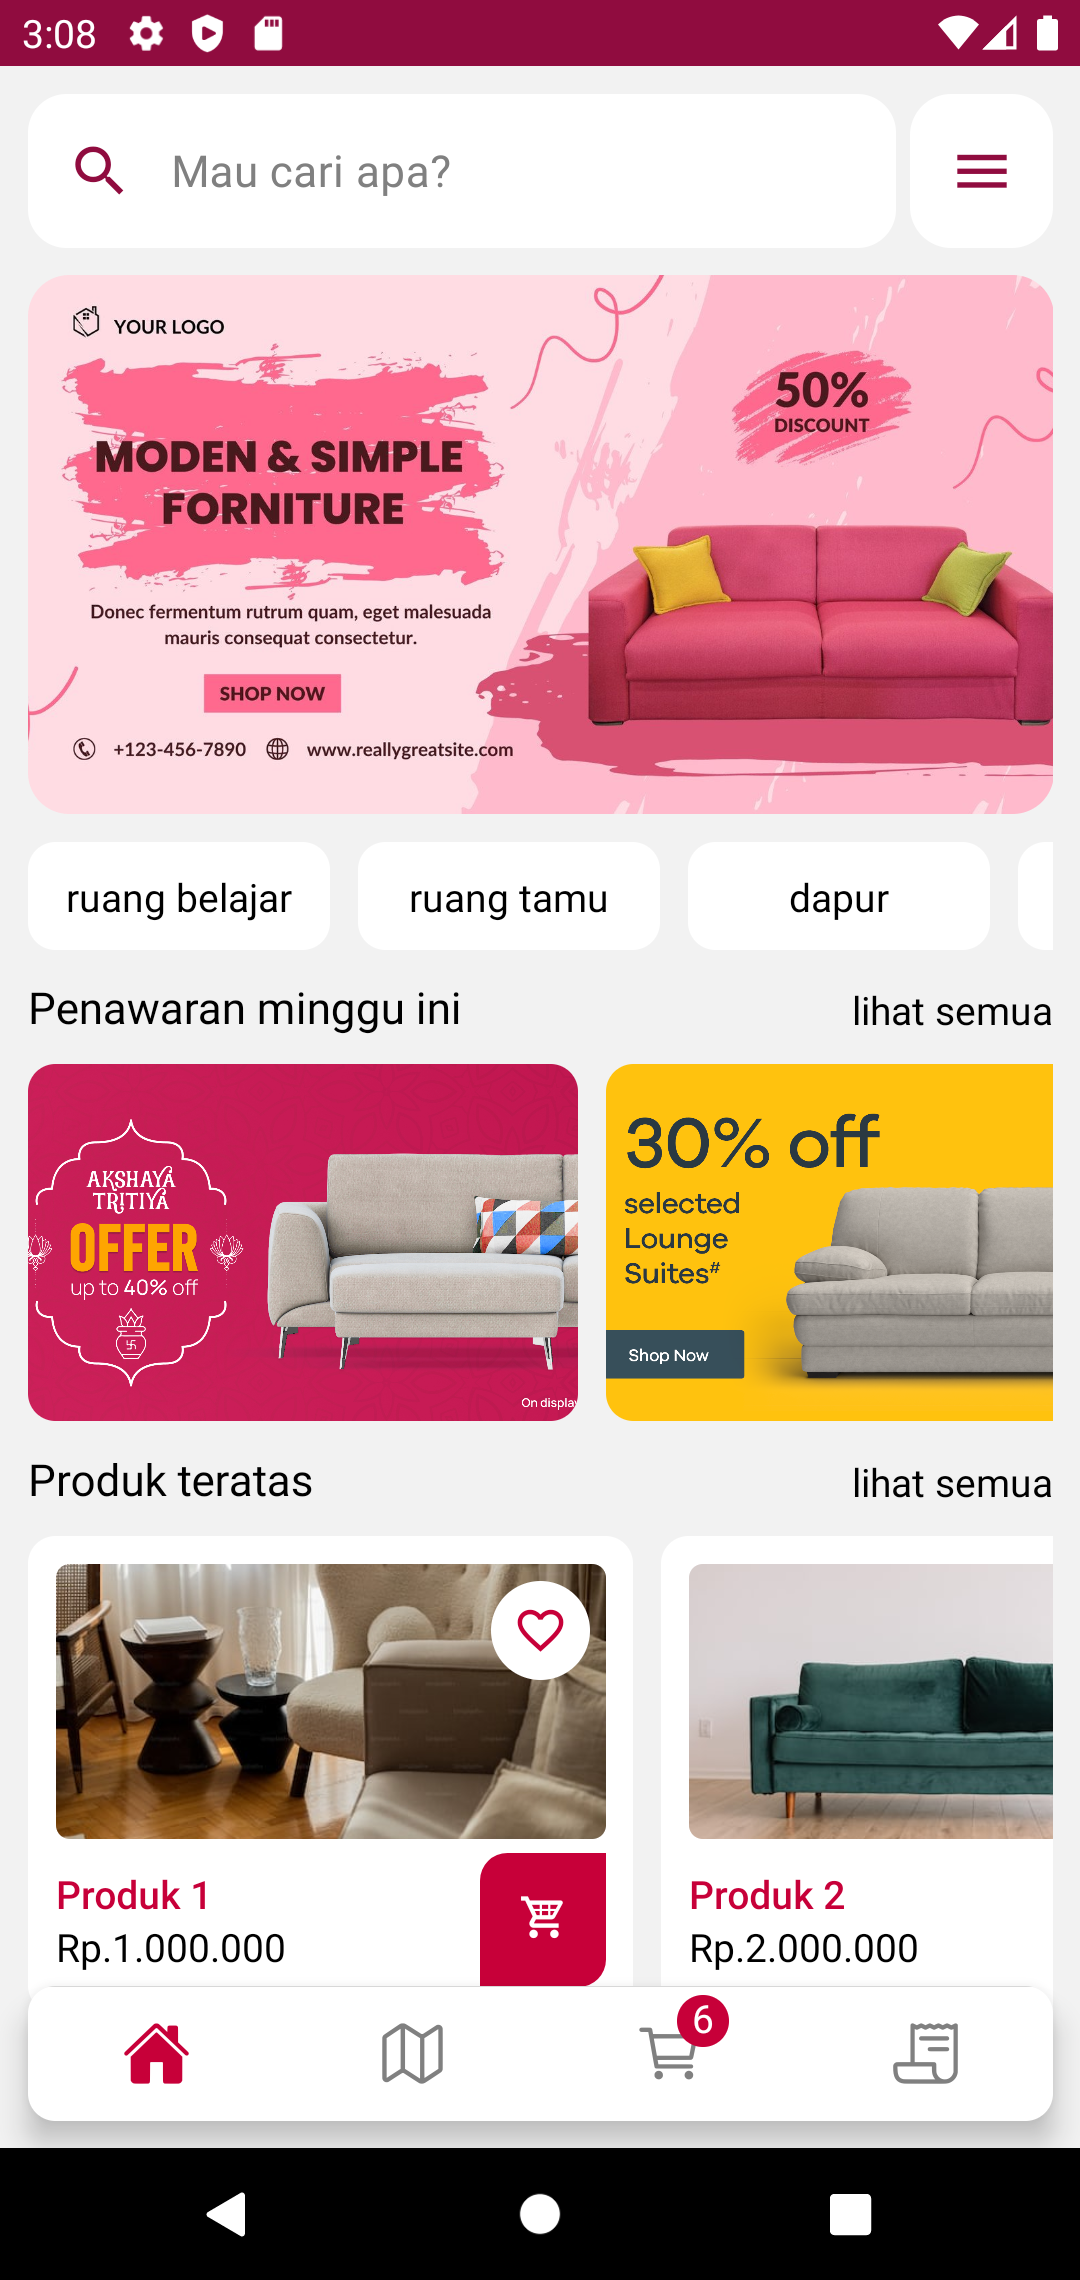 3:08
Mau cari apa?
YOUR LOGO
50%
DISCOUNT
MODEN & SIMPLE
FORNITURE
Donec fermentum rutrum quam, eget malesuada
mauris consequat consectetur.
SHOP NOW
+123-456-7890 www.reallygreatsite.com
ruang belajar ruang tamu dapur
Penawaran minggu ini lihat semua
AKSHAYA
TRITIYA
OFFER
up to 40% off
On display
30% off
selected
Lounge
Suites#
Shop Now
Produk teratas lihat semua
Produk 1
Rp.1.000.000
Produk 2
Rp.2.000.000
6